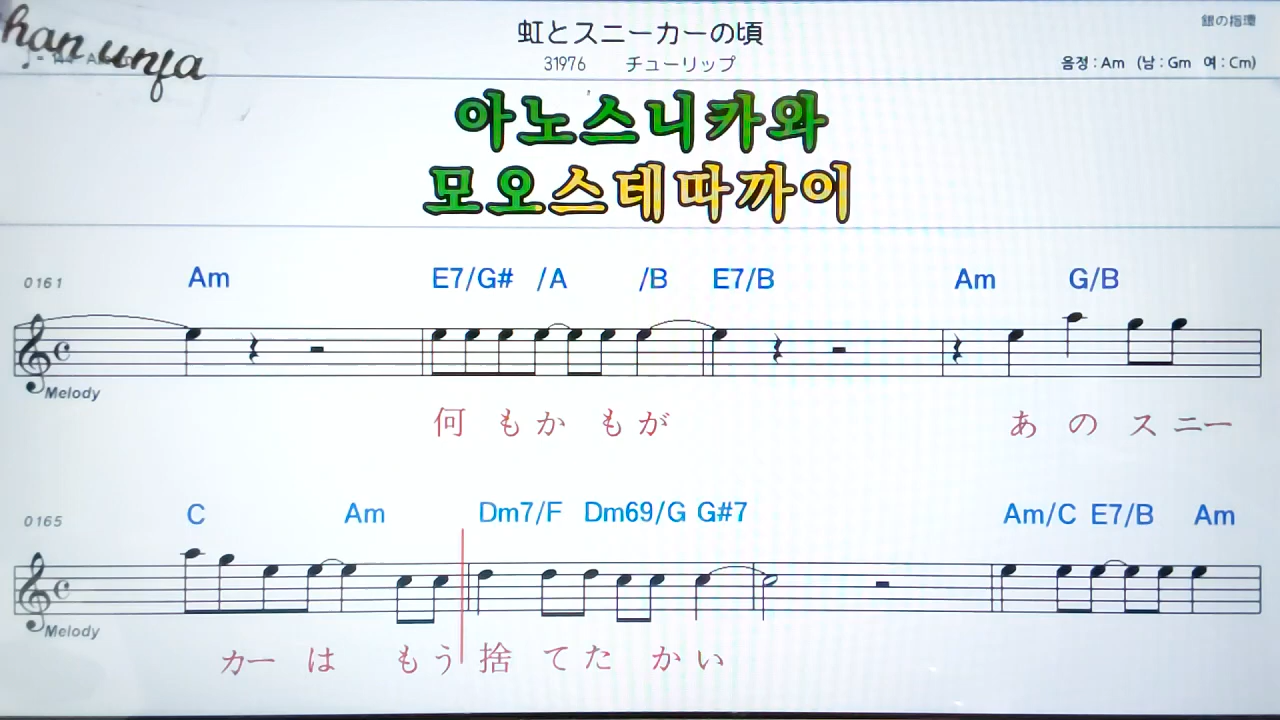 han unfa
虹とスニーカーの頃
銀の指環
31976 チューリップ
음정 : Am (남 : Gm 여 : Cm)
아노스니카와
모오스테따까이
0161 Am E7/G# /A /B E7/B Am G/B
Melody
何 も か も が あ の ス ニー
0165 C Am Dm7/F Dm69/G G#7 Am/C E7/B Am
Melody
カー は も う 捨 て た か い